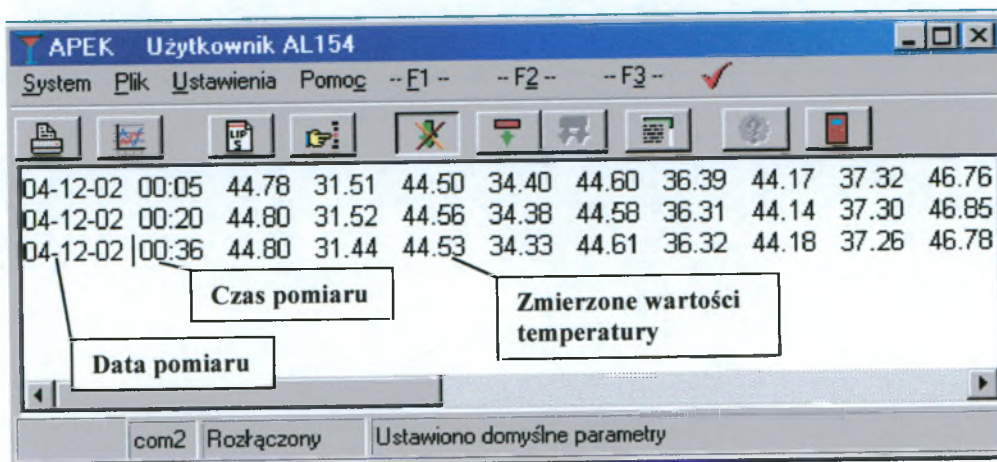 APEK Użytkownik AL154
System Plik Ustawienia Pomoc -- F1 -- -- F2 -- -- F3 --
LIP S
04-12-02 00:05 44.78 31.51 44.50 34.40 44.60 36.39 44.17 37.32 46.76
04-12-02 00:20 44.80 31.52 44.56 34.38 44.58 36.31 44.14 37.30 46.85
04-12-02 00:36 44.80 31.44 44.53 34.33 44.61 36.32 44.18 37.26 46.78
Czas pomiaru
Zmierzone wartości
temperatury
Data pomiaru
com2 Rozłączony Ustawiono domyślne parametry